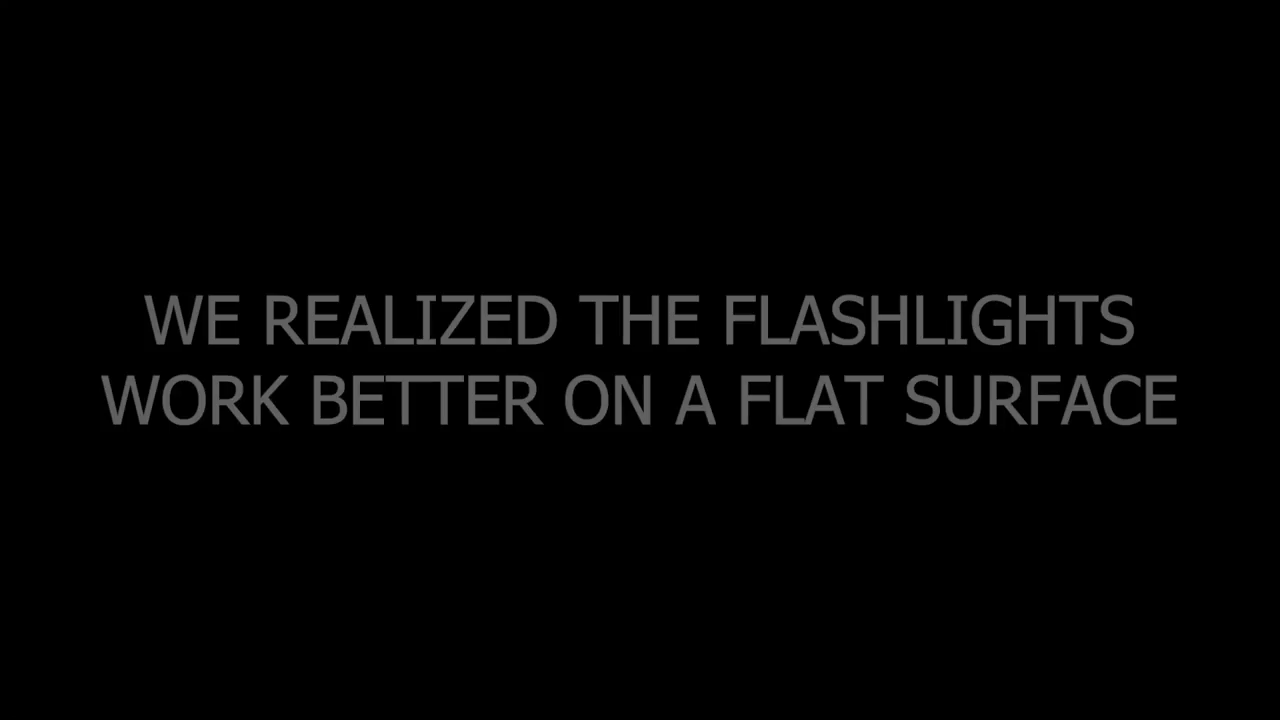 WE REALIZED THE FLASHLIGHTS
WORK BETTER ON A FLAT SURFACE